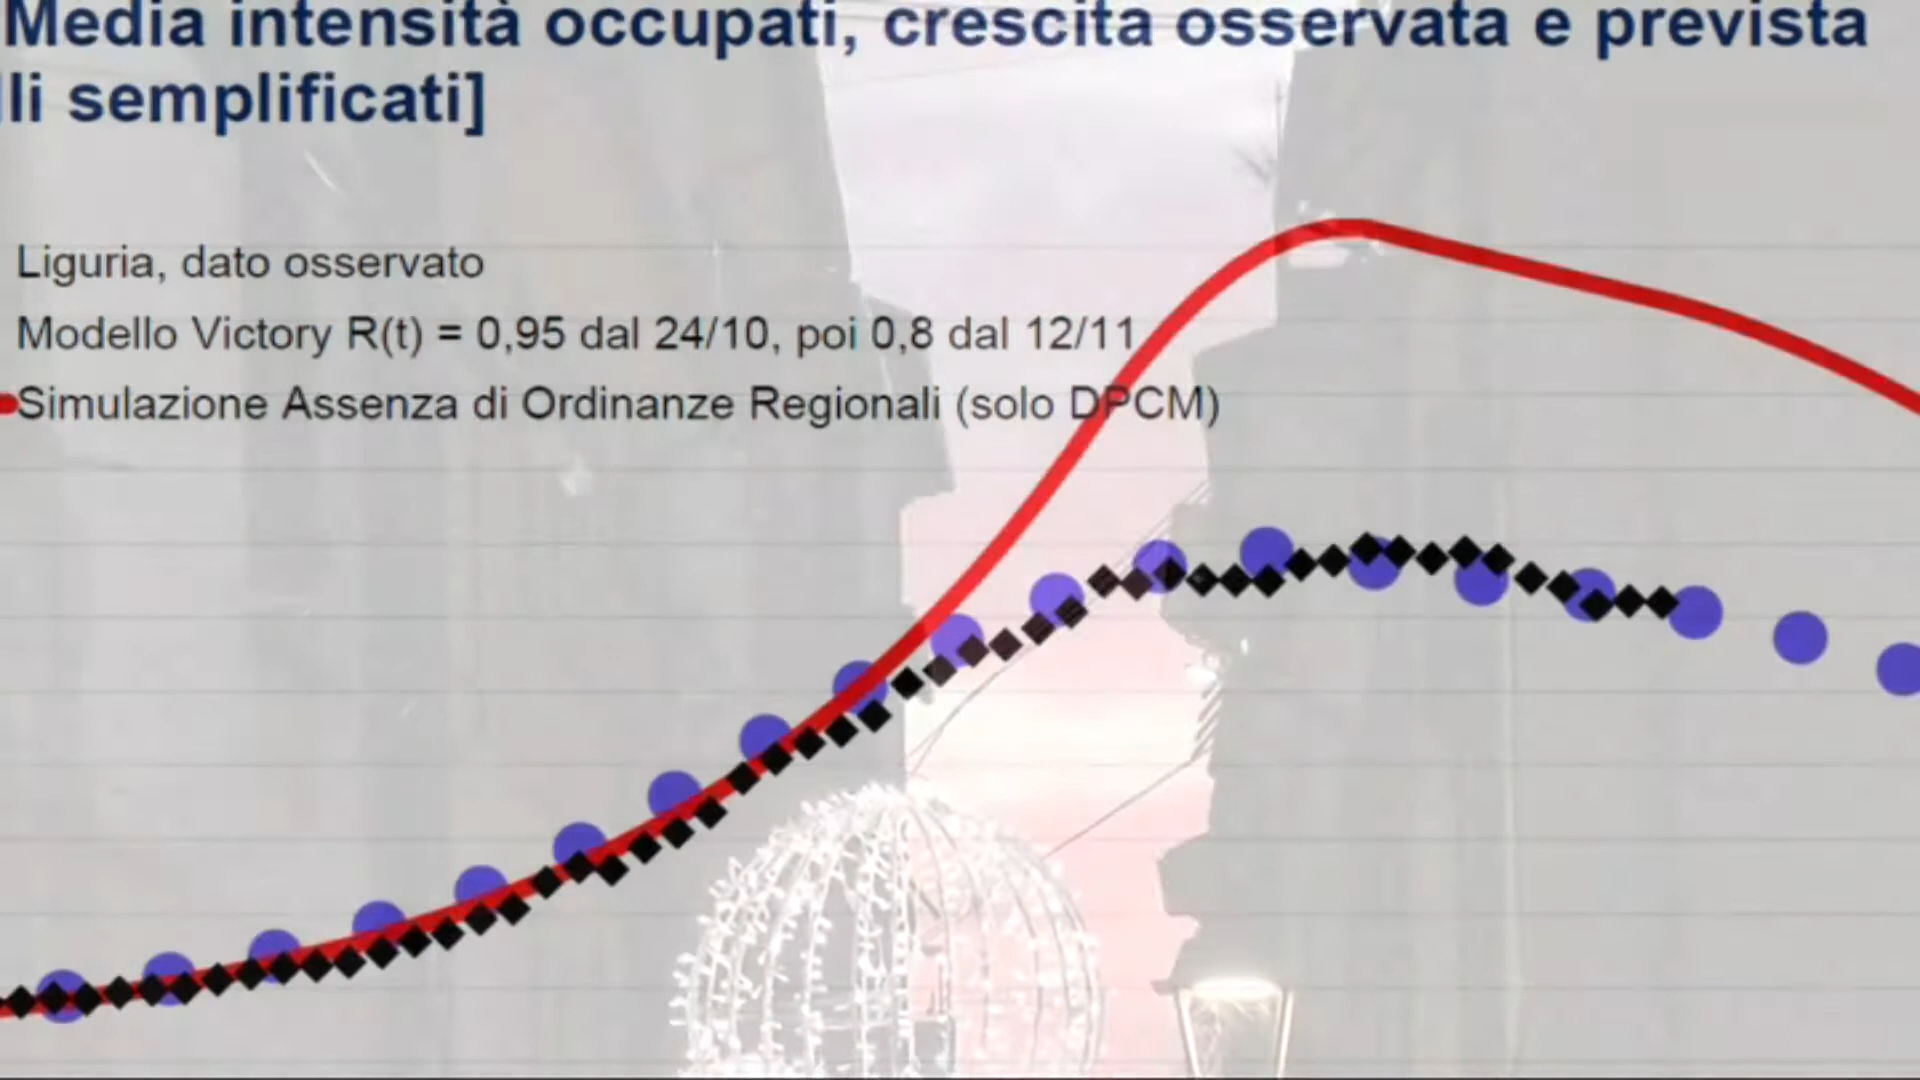 Media intensità occupati, crescita osservata e prevista
lli semplificati]
Liguria, dato osservato
Modello Victory R(t) = 0,95 dal 24/10, poi 0,8 dal 12/11
Simulazione Assenza di Ordinanze Regionali (solo DPCM)